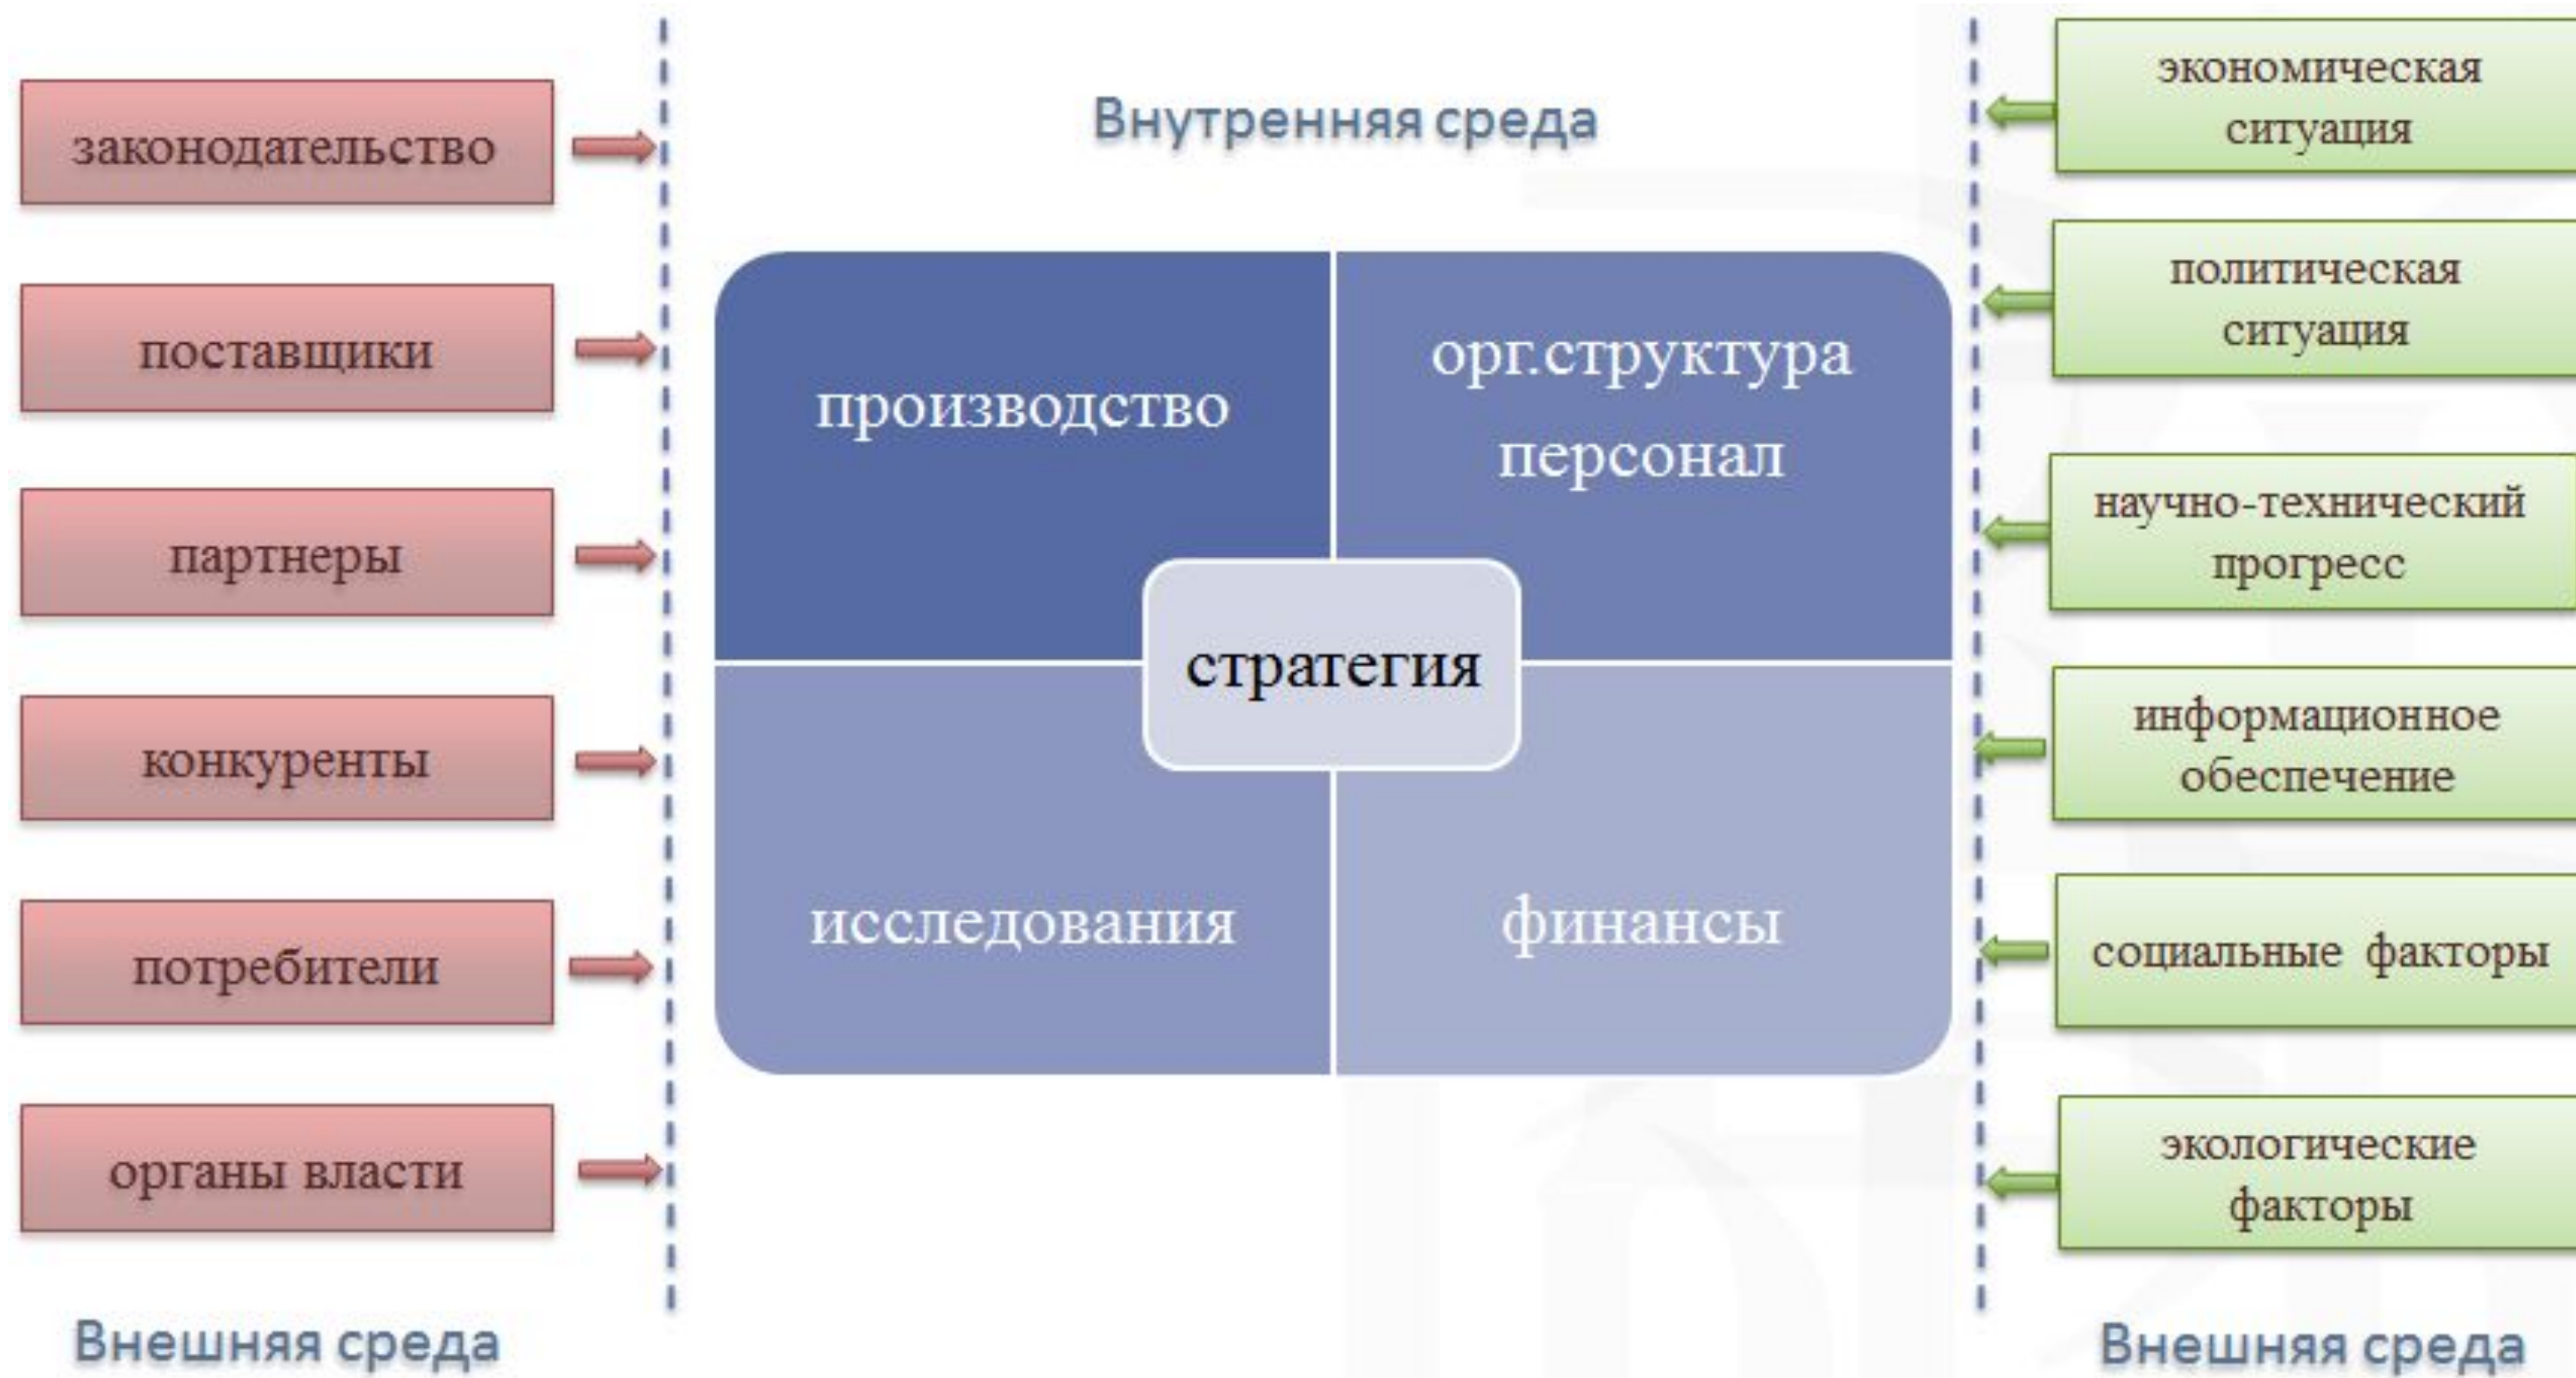 законодательство
поставщики
партнеры
конкуренты
потребители
органы власти
Внешняя среда
Внутренняя среда
производство
орг.структура
персонал
стратегия
исследования
финансы
экономическая
ситуация
политическая
ситуация
научно-технический
прогресс
информационное
обеспечение
социальные факторы
экологические
факторы
Внешняя среда